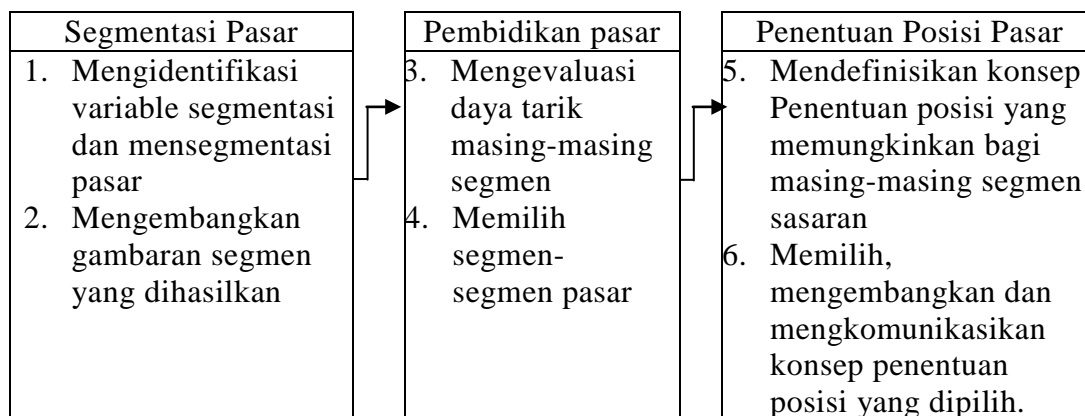 Segmentasi Pasar
1. Mengidentifikasi
variable segmentasi
dan mensegmentasi
pasar
2. Mengembangkan
gambaran segmen
yang dihasilkan
Pembidikan pasar
3. Mengevaluasi
daya tarik
masing-masing
segmen
4. Memilih
segmen-
segmen pasar
Penentuan Posisi Pasar
5. Mendefinisikan konsep
Penentuan posisi yang
memungkinkan bagi
masing-masing segmen
sasaran
6. Memilih,
mengembangkan dan
mengkomunikasikan
konsep penentuan
posisi yang dipilih.